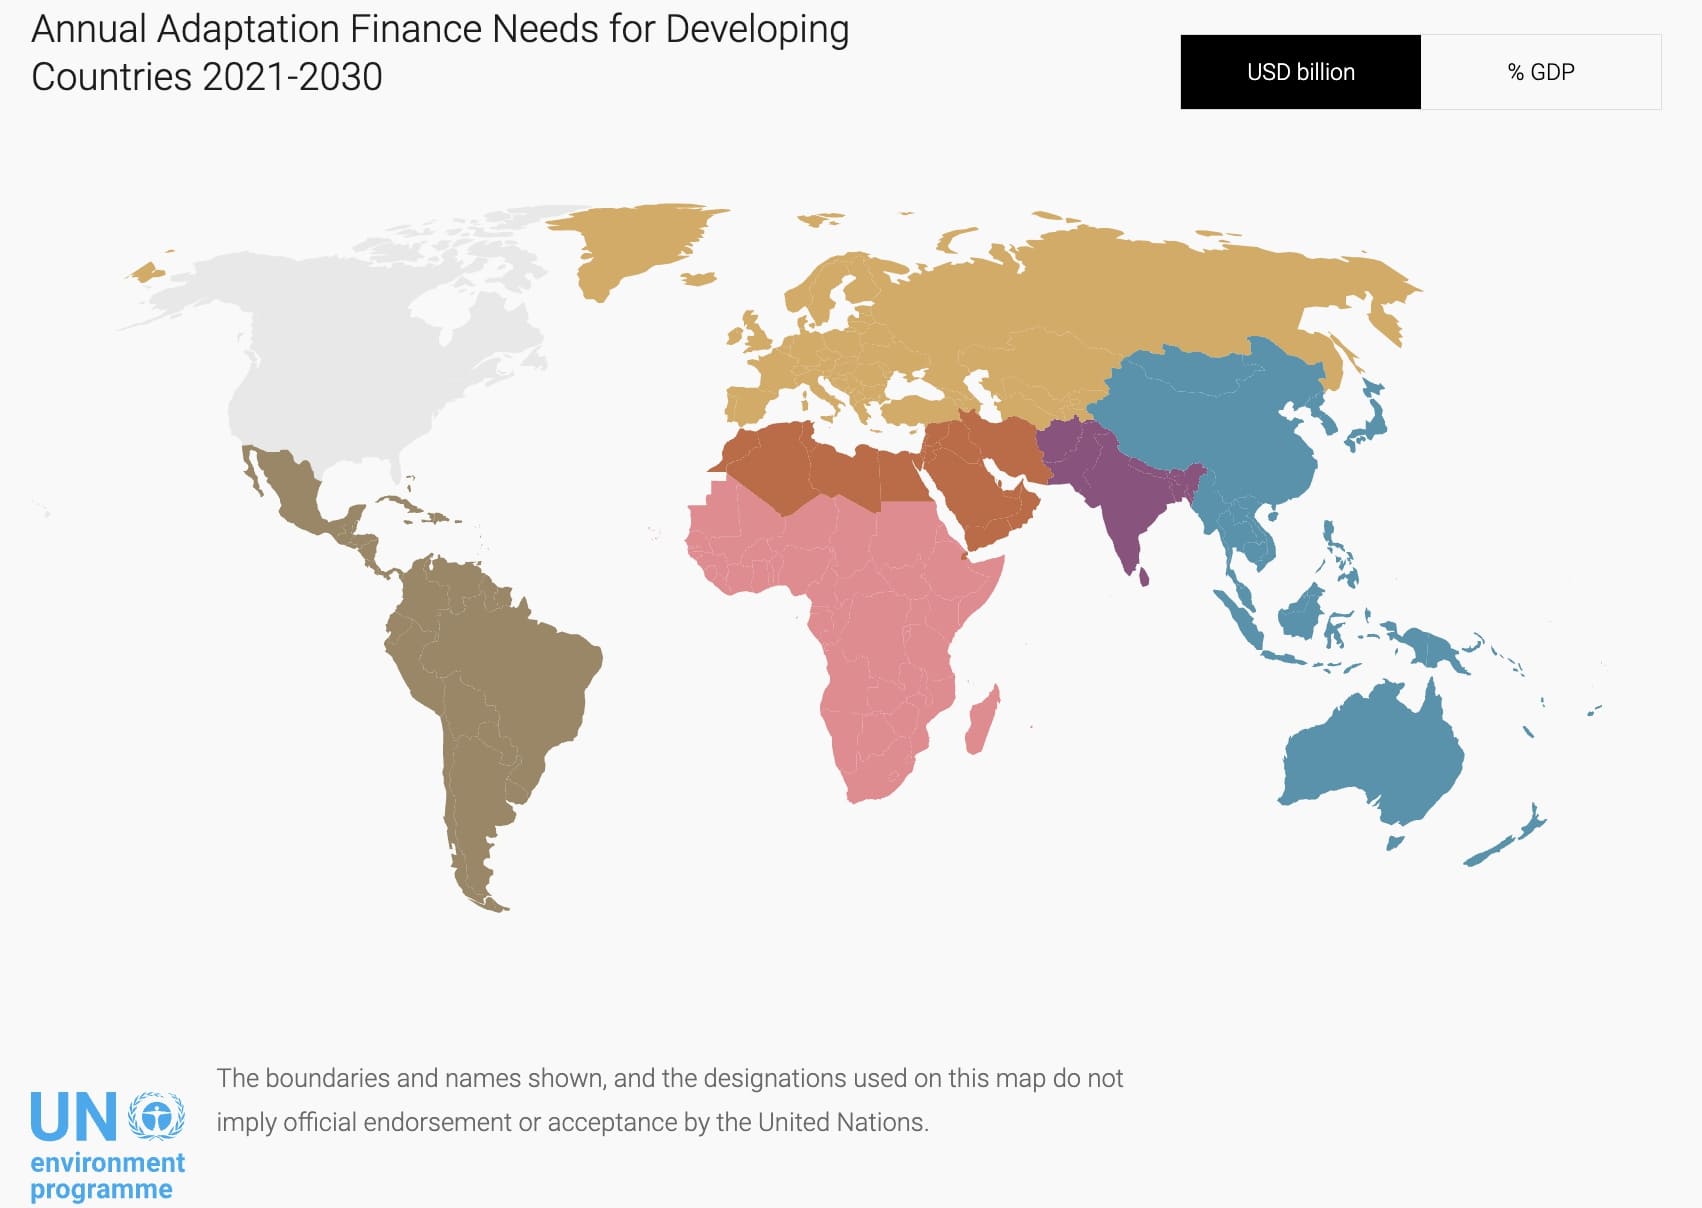 Annual Adaptation Finance Needs for Developing
Countries 2021-2030
USD billion
% GDP
The boundaries and names shown, and the designations used on this map do not
imply official endorsement or acceptance by the United Nations.
UN
environment
programme